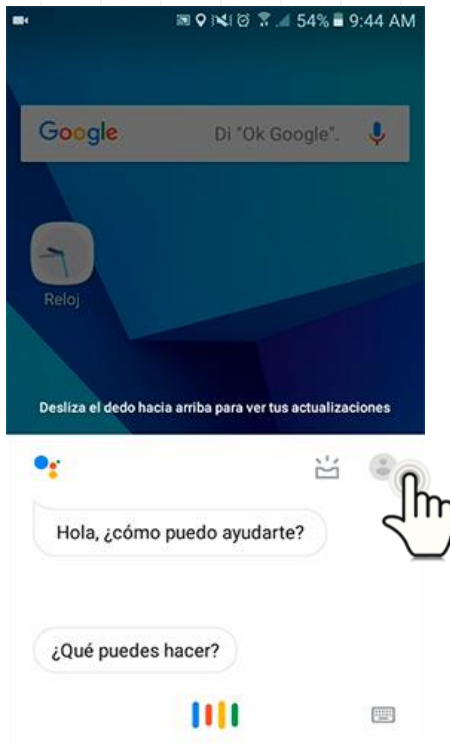 54% 9:44 AM
Google Di "Ok Google".
Reloj
Desliza el dedo hacia arriba para ver tus actualizaciones
Hola, ¿cómo puedo ayudarte?
¿Qué puedes hacer?